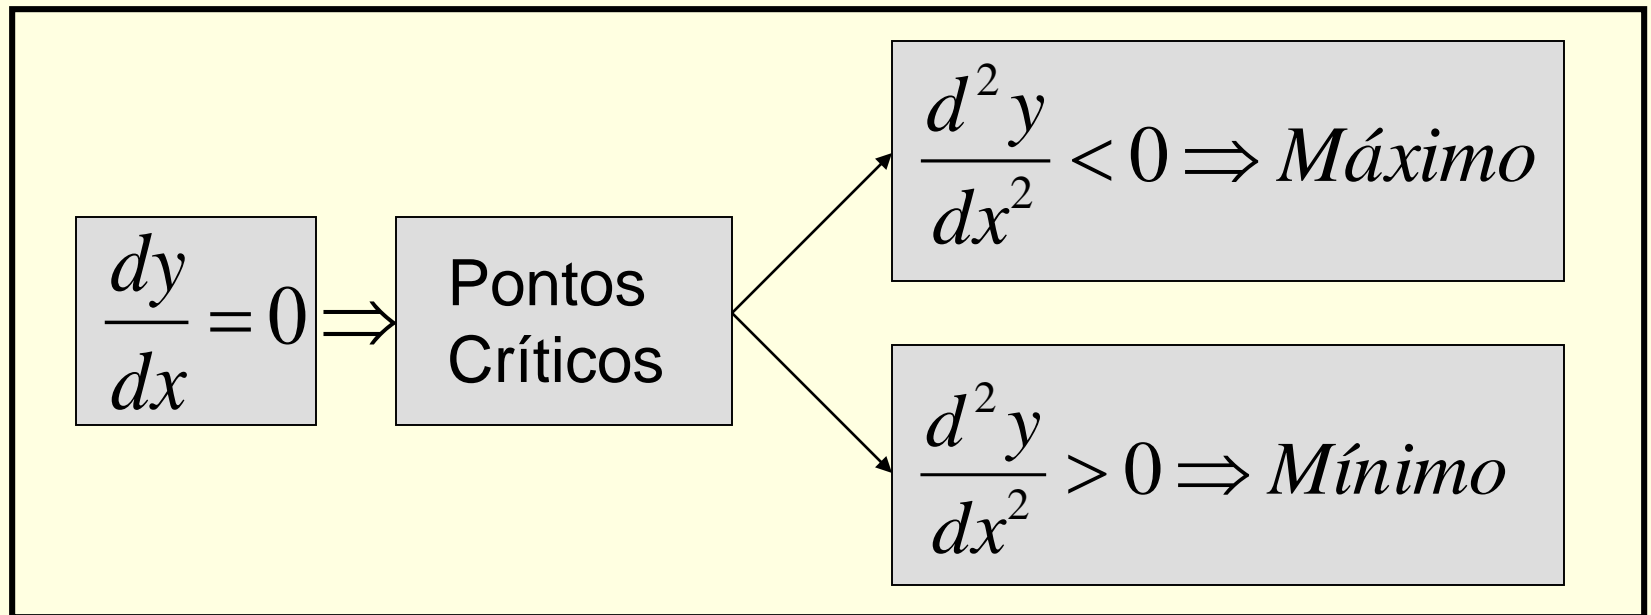 dy/dx = 0 ⇒
Pontos
Críticos
d²y/dx² < 0 ⇒ Máximo
d²y/dx² > 0 ⇒ Mínimo